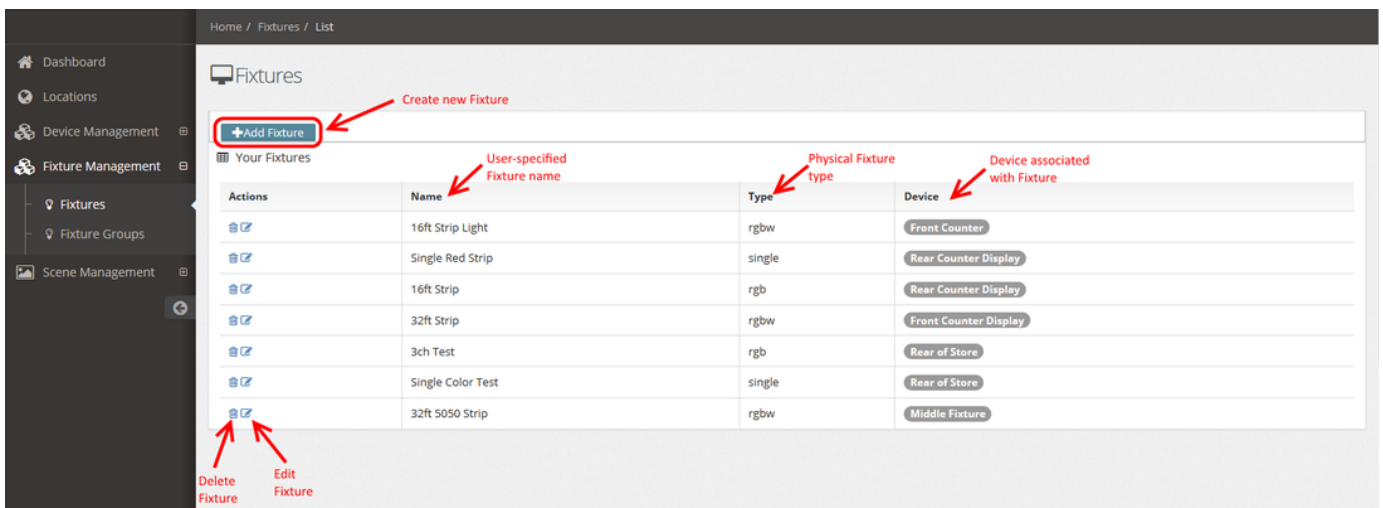 Home / Fixtures / List
Dashboard
Locations
Device Management
Fixture Management
Fixtures
Fixture Groups
Scene Management
Fixtures
Create new Fixture
+Add Fixture
Your Fixtures
User-specified
Fixture name
Physical Fixture
type
Device associated
with Fixture
Actions Name Type Device
16ft Strip Light rgbw Front Counter
Single Red Strip single Rear Counter Display
16ft Strip rgb Rear Counter Display
32ft Strip rgbw Front Counter Display
3ch Test rgb Rear of Store
Single Color Test single Rear of Store
32ft 5050 Strip rgbw Middle Fixture
Delete
Fixture
Edit
Fixture